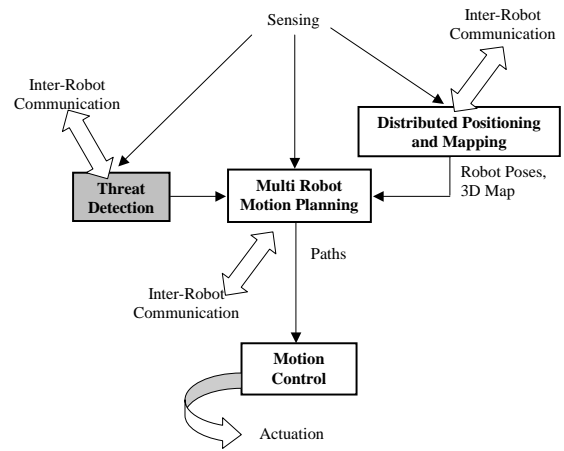 Sensing
Inter-Robot
Communication
Inter-Robot
Communication
Distributed Positioning
and Mapping
Threat
Detection
Multi Robot
Motion Planning
Robot Poses,
3D Map
Paths
Inter-Robot
Communication
Motion
Control
Actuation